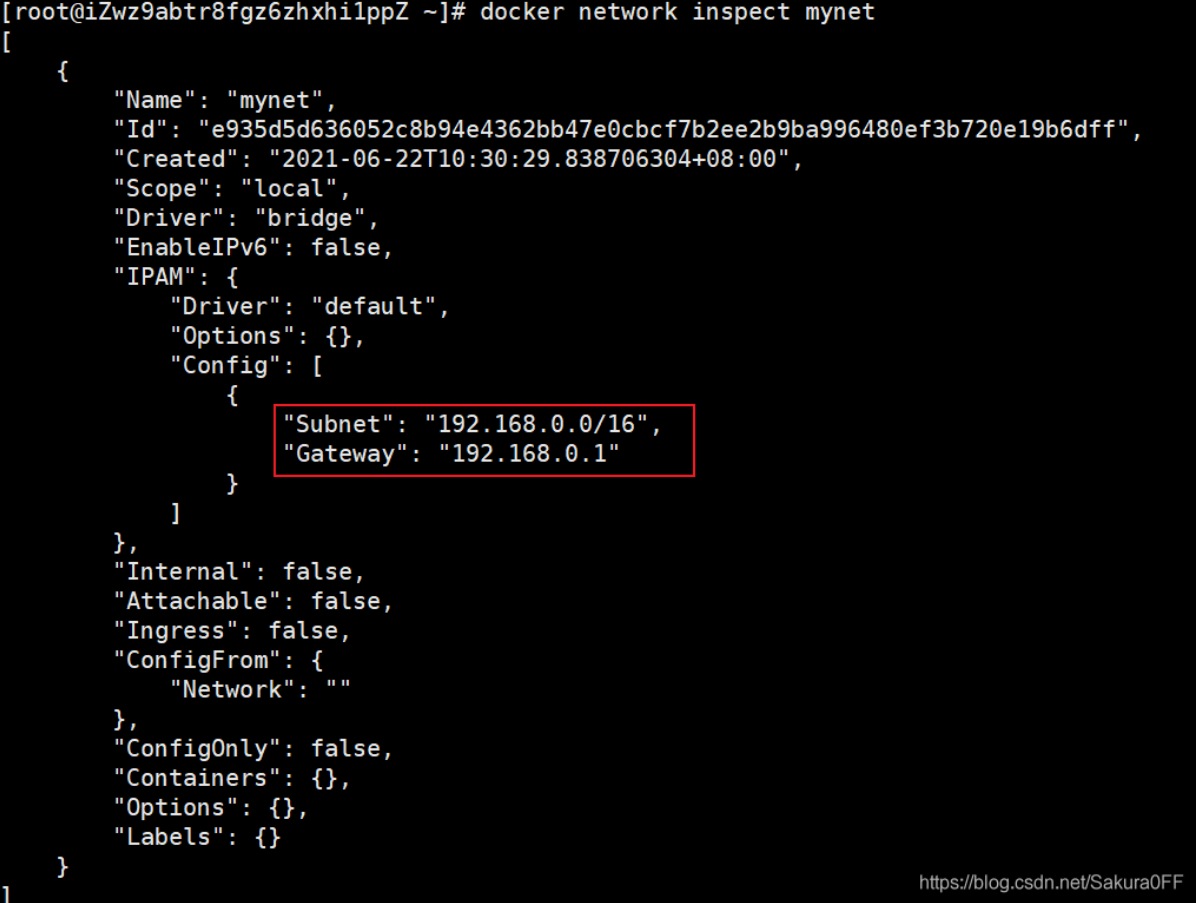 [root@iZwz9abtr8fgz6zhxhi1ppZ ~]# docker network inspect mynet
[
    {
        "Name": "mynet",
        "Id": "e935d5d636052c8b94e4362bb47e0cbcf7b2ee2b9ba996480ef3b720e19b6dff",
        "Created": "2021-06-22T10:30:29.838706304+08:00",
        "Scope": "local",
        "Driver": "bridge",
        "EnableIPv6": false,
        "IPAM": {
            "Driver": "default",
            "Options": {},
            "Config": [
                {
                    "Subnet": "192.168.0.0/16",
                    "Gateway": "192.168.0.1"
                }
            ]
        },
        "Internal": false,
        "Attachable": false,
        "Ingress": false,
        "ConfigFrom": {
            "Network": ""
        },
        "ConfigOnly": false,
        "Containers": {},
        "Options": {},
        "Labels": {}
    }
]
https://blog.csdn.net/Sakura0FF